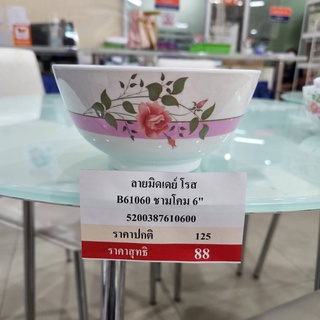 ลายมิดเดย์ โรส
B61060 ชามโคม 6"
5200387610600
ราคาปกติ 125
ราคาสุทธิ 88